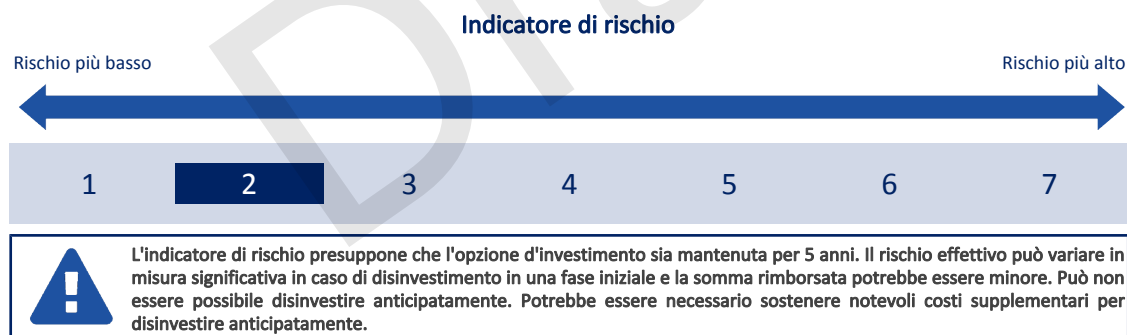 Indicatore di rischio
Rischio più basso
Rischio più alto
1 2 3 4 5 6 7
L'indicatore di rischio presuppone che l'opzione d'investimento sia mantenuta per 5 anni. Il rischio effettivo può variare in
misura significativa in caso di disinvestimento in una fase iniziale e la somma rimborsata potrebbe essere minore. Può non
essere possibile disinvestire anticipatamente. Potrebbe essere necessario sostenere notevoli costi supplementari per
disinvestire anticipatamente.